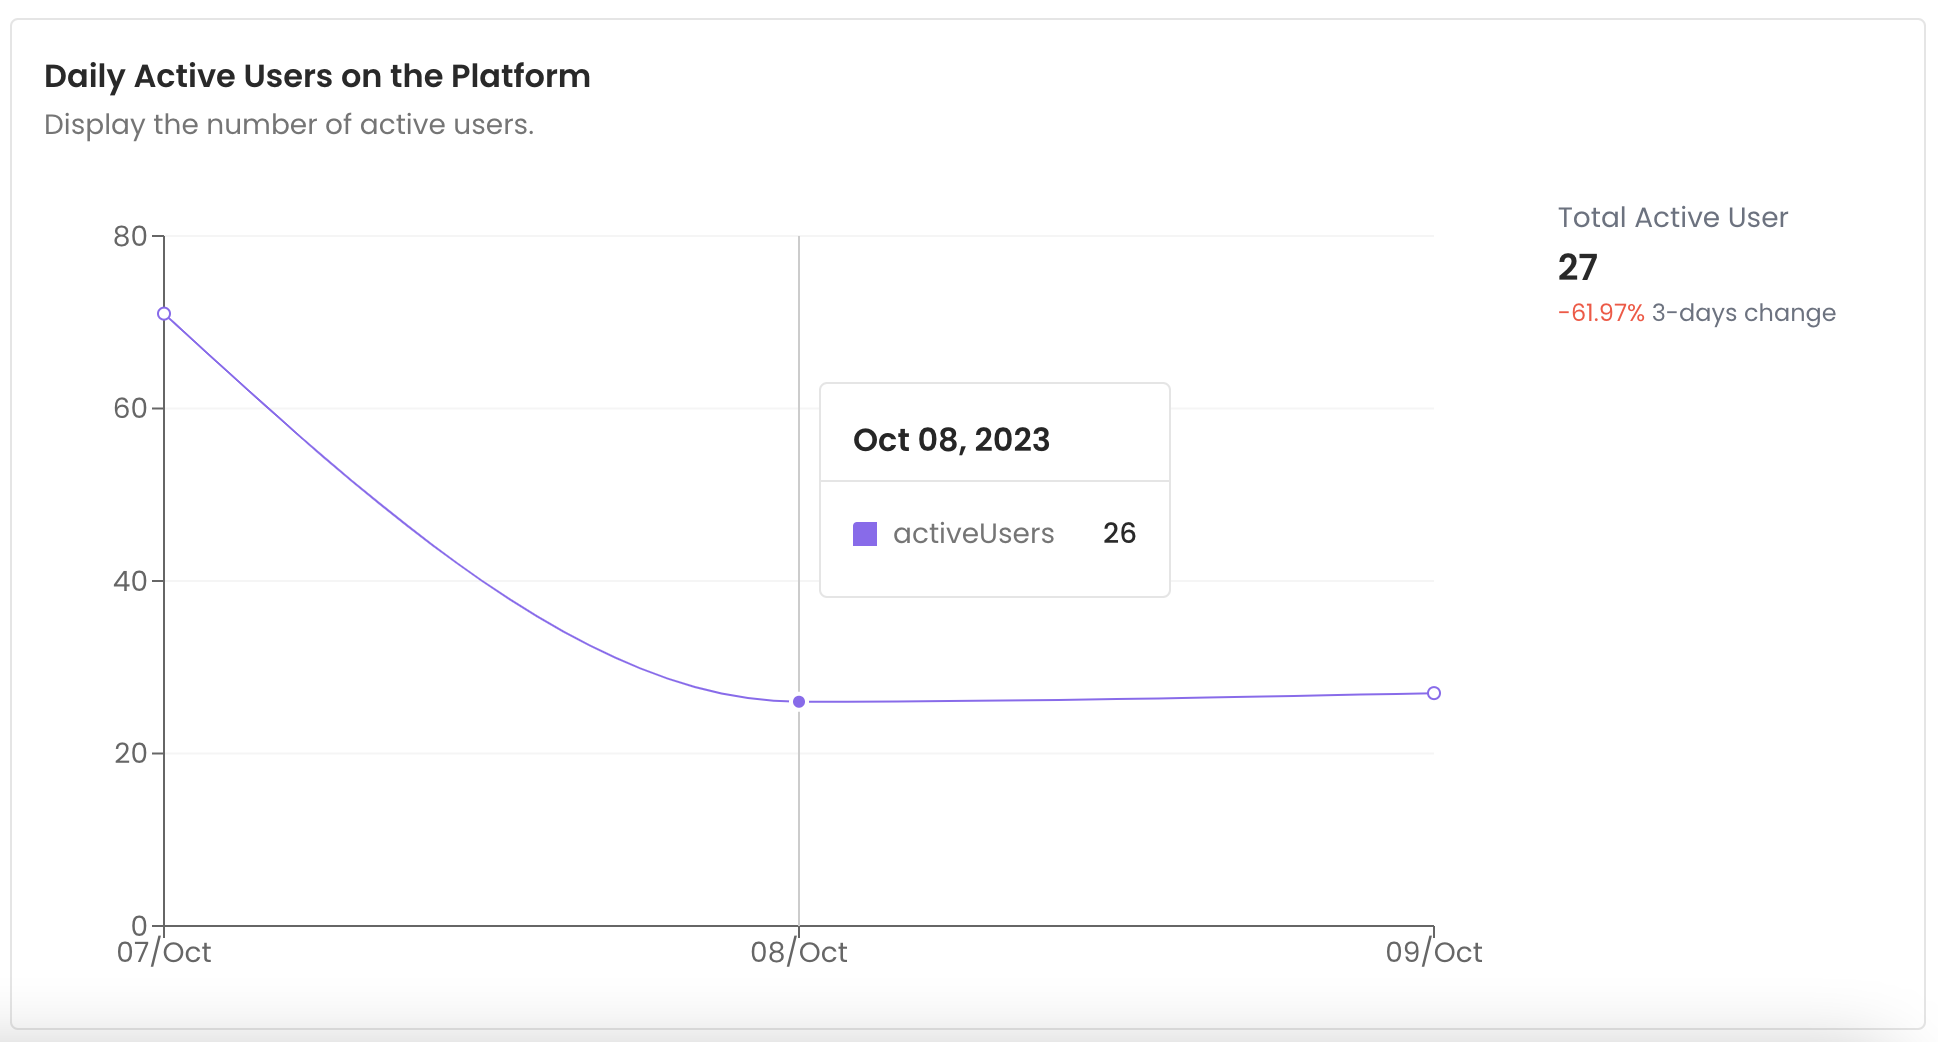 Daily Active Users on the Platform
Display the number of active users.
Total Active User
27
-61.97% 3-days change
80
60
40
20
0
07/Oct
08/Oct
09/Oct
Oct 08, 2023
activeUsers 26